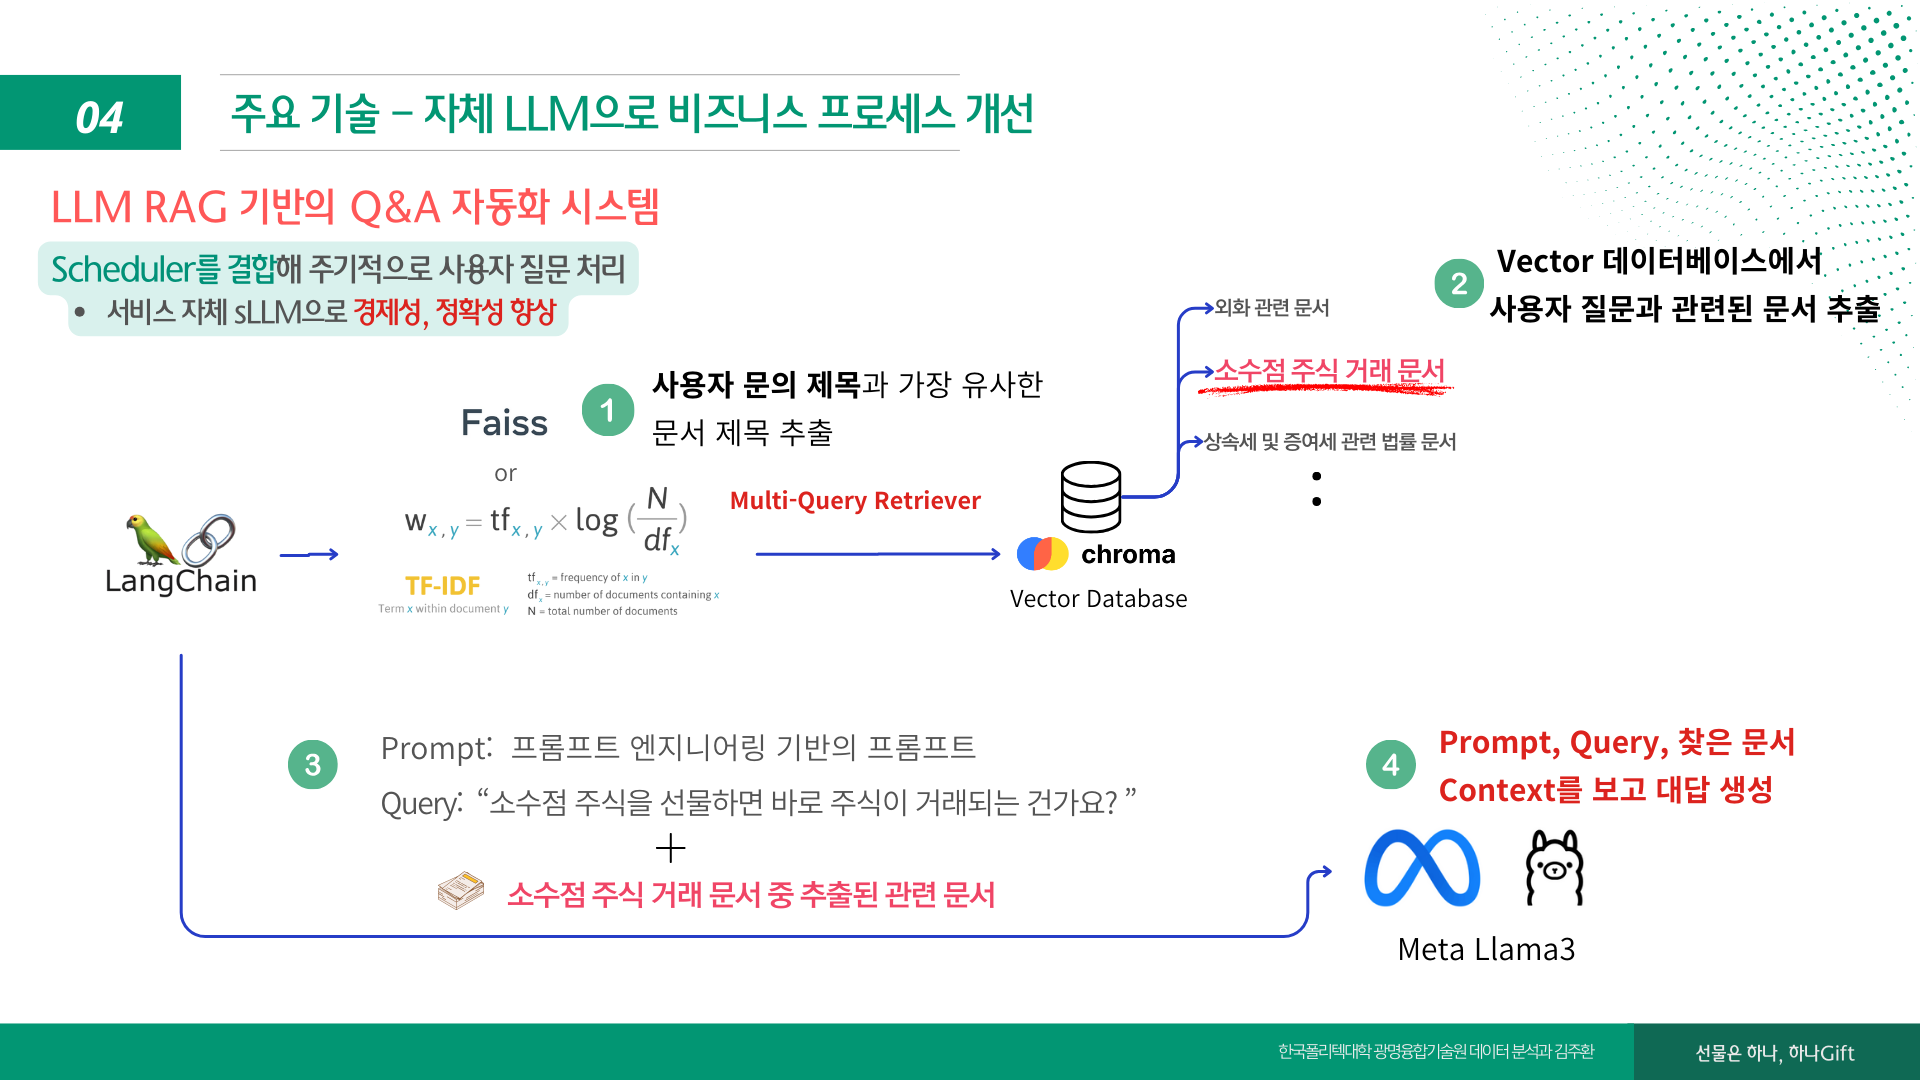 04
주요 기술 – 자체 LLM으로 비즈니스 프로세스 개선
LLM RAG 기반의 Q&A 자동화 시스템
Scheduler를 결합해 주기적으로 사용자 질문 처리
• 서비스 자체 sLLM으로 경제성, 정확성 향상
1
사용자 문의 제목과 가장 유사한
문서 제목 추출
Faiss
or
w x, y = tf x, y × log ( N / df x )
TF-IDF
Term x within document y
tf x, y = frequency of x in y
df x = number of documents containing x
N = total number of documents
LangChain
Multi-Query Retriever
chroma
Vector Database
2
Vector 데이터베이스에서
사용자 질문과 관련된 문서 추출
외화 관련 문서
소수점 주식 거래 문서
상속세 및 증여세 관련 법률 문서
3
Prompt: 프롬프트 엔지니어링 기반의 프롬프트
Query: “소수점 주식을 선물하면 바로 주식이 거래되는 건가요? ”
+
소수점 주식 거래 문서 중 추출된 관련 문서
4
Prompt, Query, 찾은 문서
Context를 보고 대답 생성
Meta Llama3
한국폴리텍대학 광명융합기술원 데이터 분석과 김주환
선물은 하나, 하나Gift